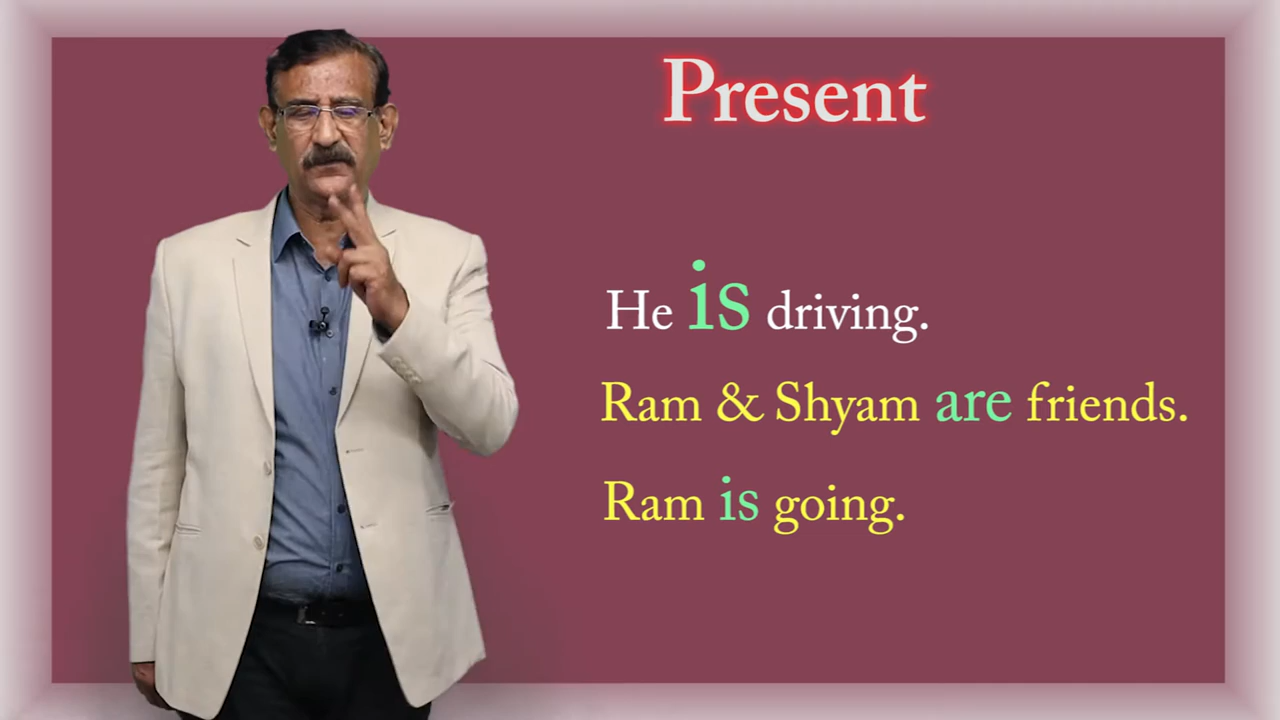 Present
He is driving.
Ram & Shyam are friends.
Ram is going.